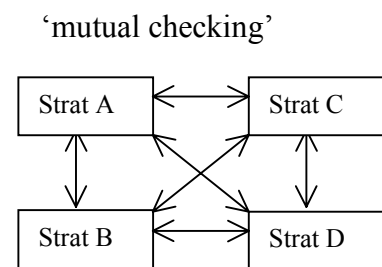 ‘mutual checking’
Strat A
Strat C
Strat B
Strat D